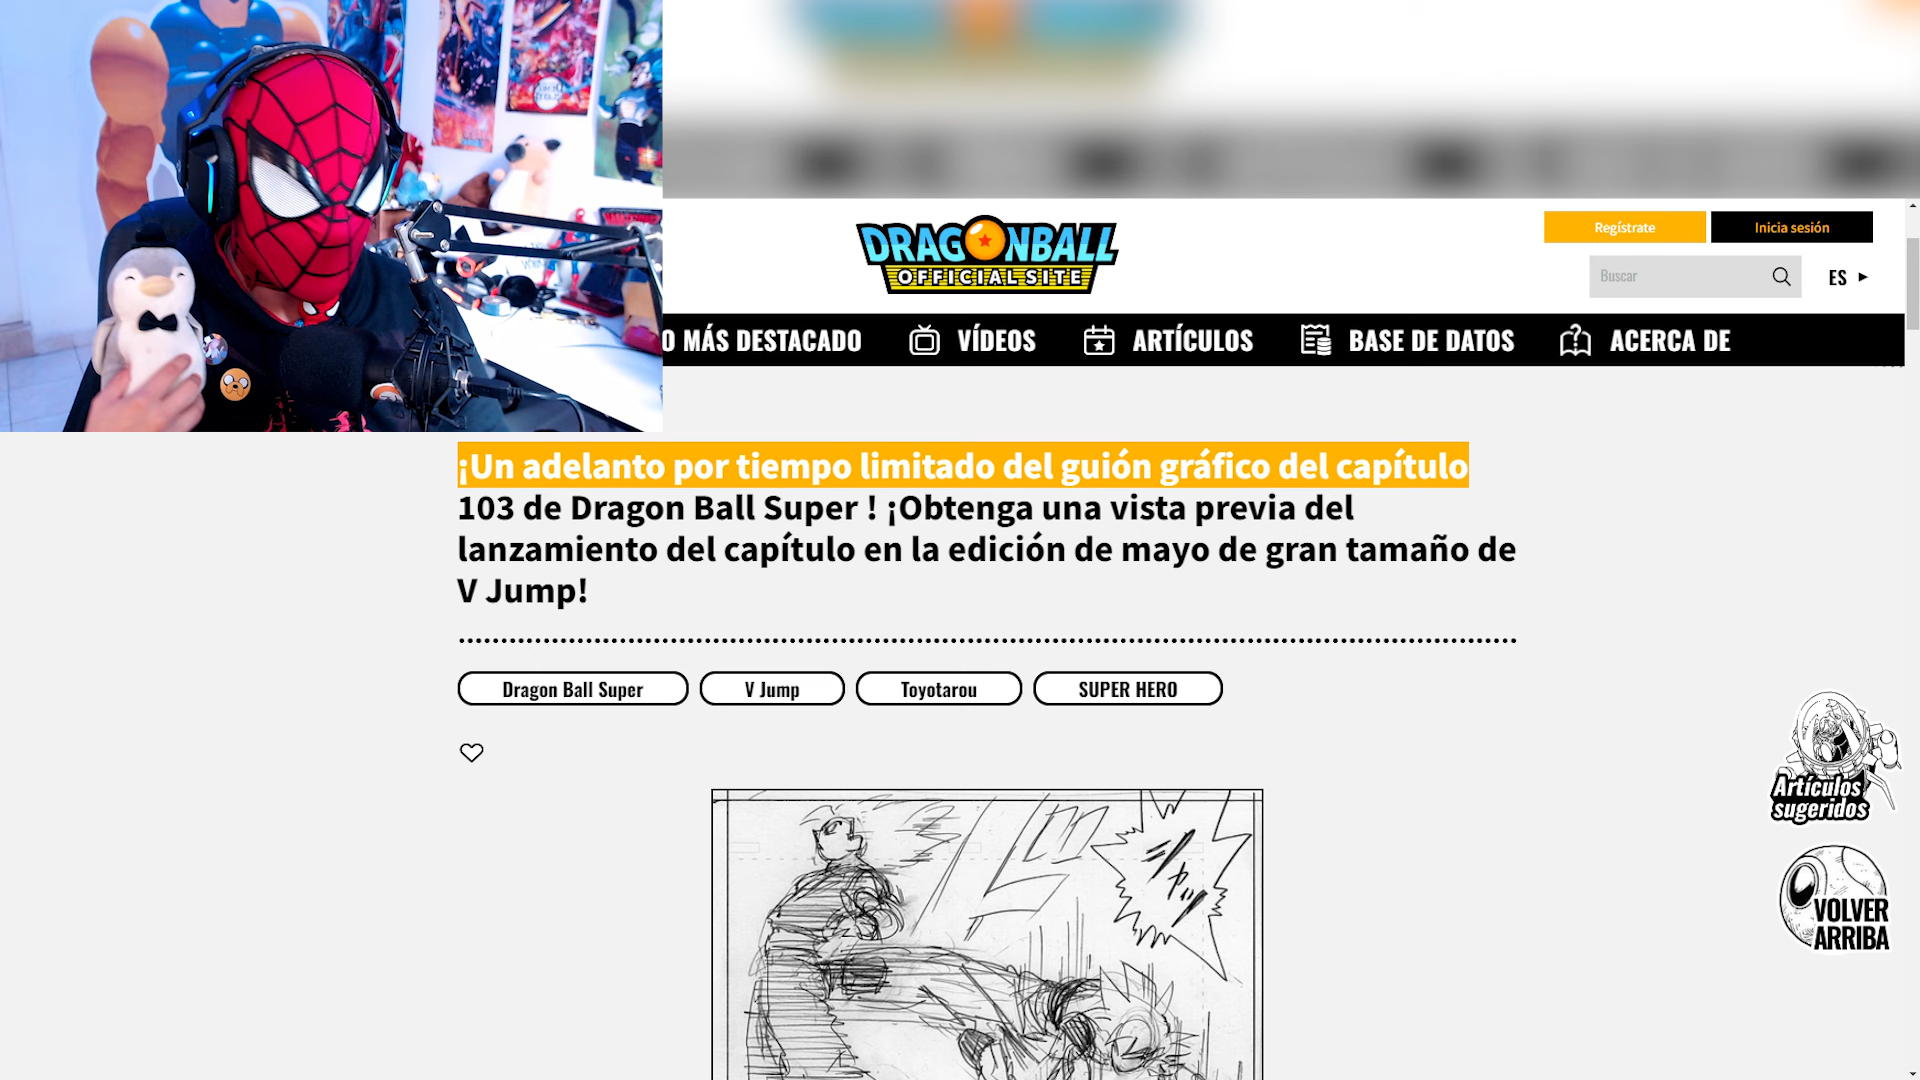 DRAGONBALL
OFFICIAL SITE
Regístrate
Inicia sesión
Buscar
ES
O MÁS DESTACADO
VÍDEOS
ARTÍCULOS
BASE DE DATOS
ACERCA DE
¡Un adelanto por tiempo limitado del guión gráfico del capítulo
103 de Dragon Ball Super ! ¡Obtenga una vista previa del
lanzamiento del capítulo en la edición de mayo de gran tamaño de
V Jump!
Dragon Ball Super
V Jump
Toyotarou
SUPER HERO
Artículos
sugeridos
VOLVER
ARRIBA